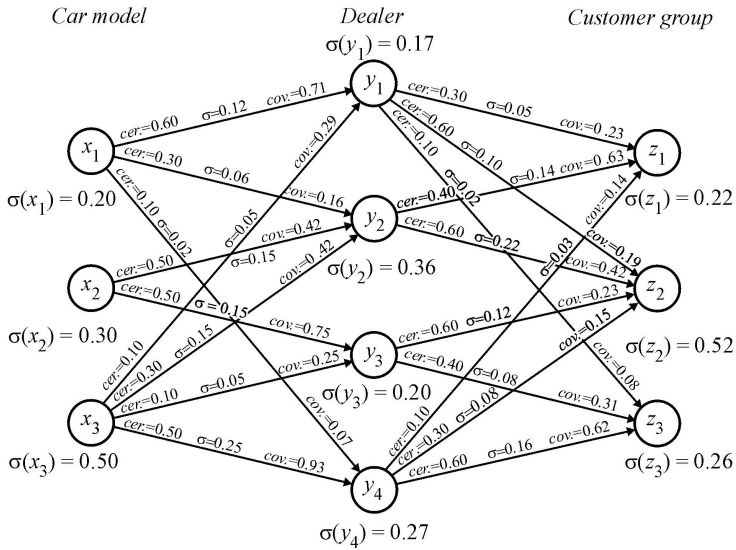 Car model Dealer Customer group
σ(y1) = 0.17
y1
cer.=0.60 σ=0.12 cov.=0.71
cer.=0.30 σ=0.05 cov.=0.23
cer.=0.60 σ=0.10 cov.=0.19
cer.=0.10 σ=0.02 cov.=0.08
x1
σ(x1) = 0.20
cer.=0.30 σ=0.06 cov.=0.16
cer.=0.10 σ=0.02 cov.=0.07
cov.=0.29 σ=0.05 cer.=0.10
z1
σ(z1) = 0.22
y2
σ(y2) = 0.36
cer.=0.40 σ=0.14 cov.=0.63
cer.=0.60 σ=0.22 cov.=0.42
x2
σ(x2) = 0.30
cer.=0.50 σ=0.15 cov.=0.42
cer.=0.50 σ=0.15 cov.=0.75
cer.=0.30 σ=0.15 cov.=0.42
z2
σ(z2) = 0.52
y3
σ(y3) = 0.20
cer.=0.60 σ=0.12 cov.=0.23
cer.=0.40 σ=0.08 cov.=0.31
x3
σ(x3) = 0.50
cer.=0.10 σ=0.05 cov.=0.25
cer.=0.50 σ=0.25 cov.=0.93
z3
σ(z3) = 0.26
cer.=0.10 σ=0.03 cov.=0.14
cer.=0.30 σ=0.08 cov.=0.15
cer.=0.60 σ=0.16 cov.=0.62
y4
σ(y4) = 0.27